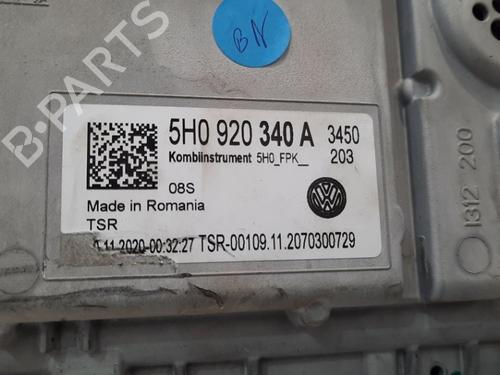 BN
B-PARTS
5H0 920 340 A 3450
Kombiinstrument 5H0_FPK__ 203
08S
Made in Romania
TSR
.11.2020-00:32:27 TSR-00109.11.2070300729
1312 200